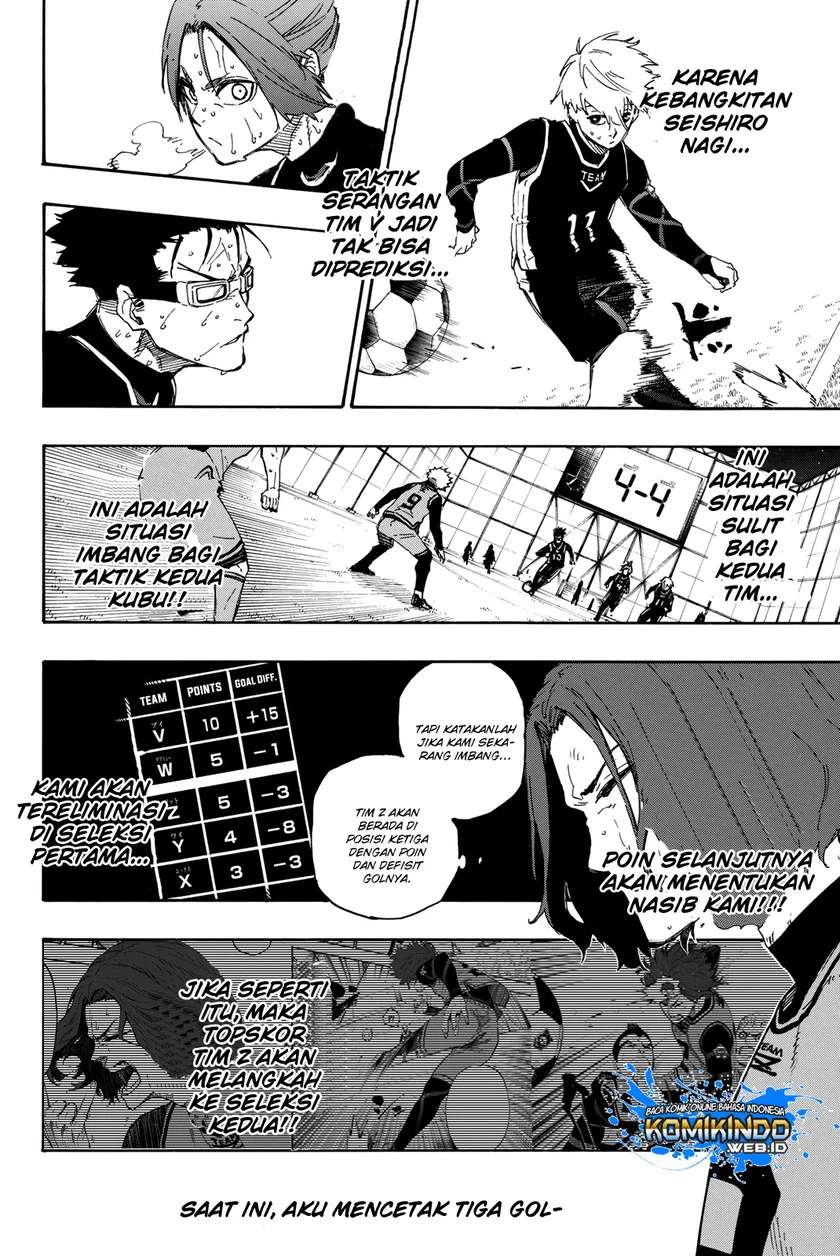 KARENA
KEBANGKITAN
SEISHIRO
NAGI...
TEAM
11
TAKTIK
SERANGAN
TIM V JADI
TAK BISA
DIPREDIKSI...
INI
ADALAH
SITUASI
SULIT
BAGI
KEDUA
TIM...
4-4
9
INI ADALAH
SITUASI
IMBANG BAGI
TAKTIK KEDUA
KUBU!!
TAPI KATAKANLAH
JIKA KAMI SEKA-
RANG IMBANG...
TEAM POINTS GOAL DIFF.
V 10 +15
W 5 -1
Z 5 -3
Y 4 -8
X 3 -3
TIM Z AKAN
BERADA DI
POSISI KETIGA
DENGAN POIN
DAN DEFISIT
GOLNYA.
KAMI AKAN
TERELIMINASI
DI SELEKSI
PERTAMA...
POIN SELANJUTNYA
AKAN MENENTUKAN
NASIB KAMI!!!
JIKA SEPERTI
ITU, MAKA
TOPSKOR
TIM Z AKAN
MELANGKAH
KE SELEKSI
KEDUA!!
TEAM
Z
BACA KOMIK ONLINE BAHASA INDONESIA
KOMIKINDO
WEB.ID
SAAT INI, AKU MENCETAK TIGA GOL-